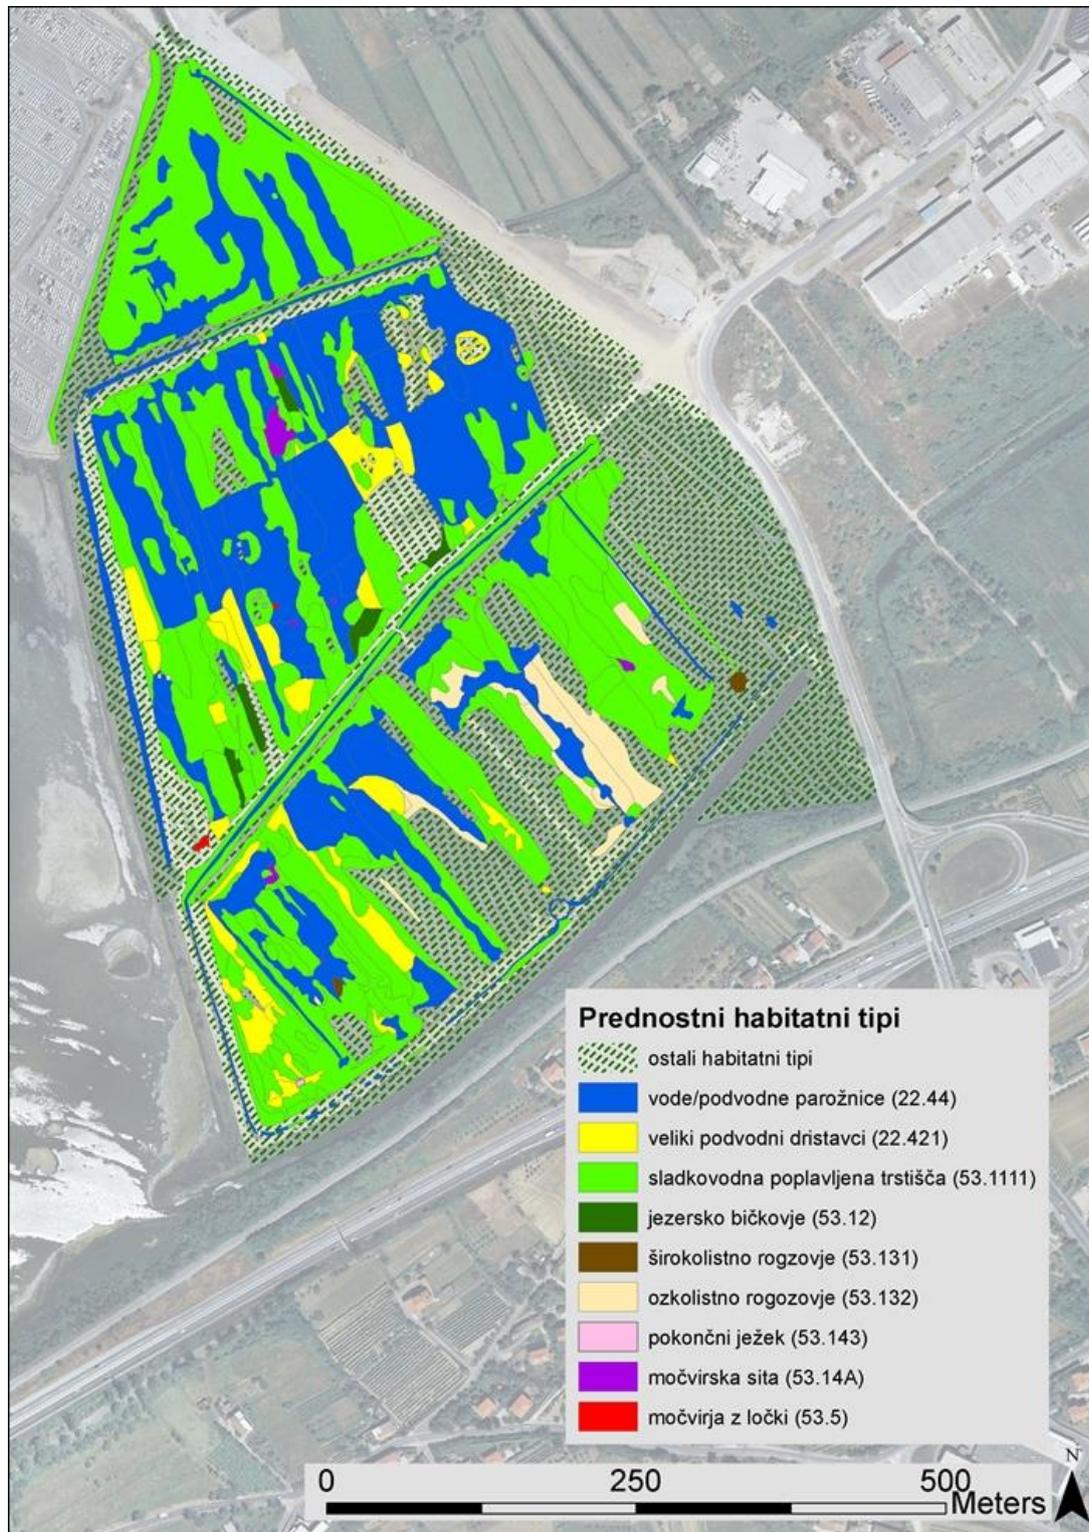 Prednostni habitatni tipi
ostali habitatni tipi
vode/podvodne parožnice (22.44)
veliki podvodni dristavci (22.421)
sladkovodna poplavljena trstišča (53.1111)
jezersko bičkovje (53.12)
širokolistno rogzovje (53.131)
ozkolistno rogozovje (53.132)
pokončni ježek (53.143)
močvirska sita (53.14A)
močvirja z ločki (53.5)
N
0 250 500
Meters